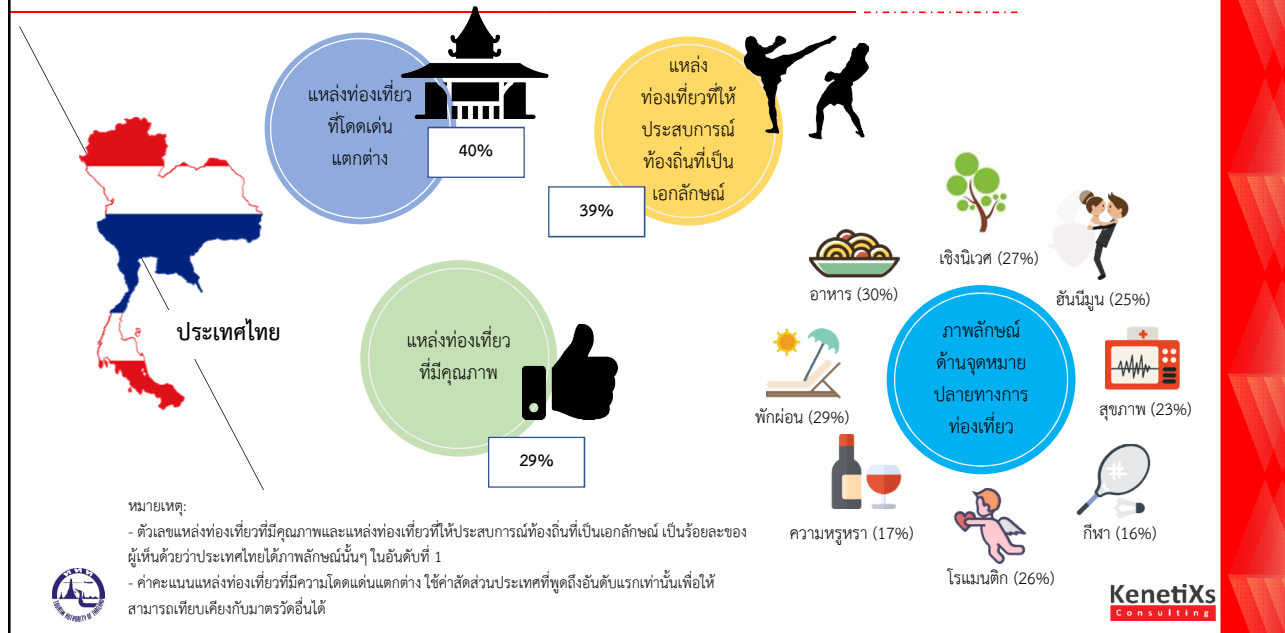 แหล่งท่องเที่ยว
ที่โดดเด่น
แตกต่าง
40%
แหล่ง
ท่องเที่ยวที่ให้
ประสบการณ์
ท้องถิ่นที่เป็น
เอกลักษณ์
39%
ประเทศไทย
แหล่งท่องเที่ยว
ที่มีคุณภาพ
29%
เชิงนิเวศ (27%)
อาหาร (30%)
ฮันนีมูน (25%)
ภาพลักษณ์
ด้านจุดหมาย
ปลายทางการ
ท่องเที่ยว
พักผ่อน (29%)
สุขภาพ (23%)
ความหรูหรา (17%)
กีฬา (16%)
โรแมนติก (26%)
หมายเหตุ:
- ตัวเลขแหล่งท่องเที่ยวที่มีคุณภาพและแหล่งท่องเที่ยวที่ให้ประสบการณ์ท้องถิ่นที่เป็นเอกลักษณ์ เป็นร้อยละของ
ผู้เห็นด้วยว่าประเทศไทยได้ภาพลักษณ์นั้นๆ ในอันดับที่ 1
- ค่าคะแนนแหล่งท่องเที่ยวที่มีความโดดเด่นแตกต่าง ใช้ค่าสัดส่วนประเทศที่พูดถึงอันดับแรกเท่านั้นเพื่อให้
สามารถเทียบเคียงกับมาตรวัดอื่นได้
ททท
TOURISM AUTHORITY OF THAILAND
KenetiXs
Consulting